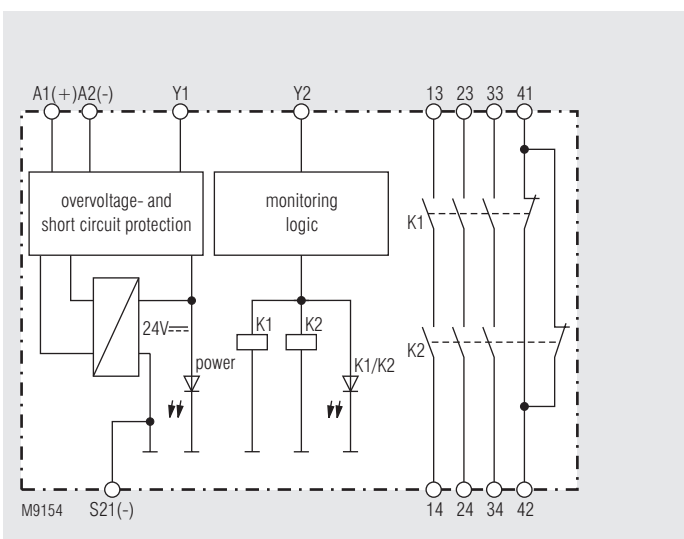 A1(+) A2(-) Y1 Y2 13 23 33 41
overvoltage- and
short circuit protection
monitoring
logic
K1
24V
K1 K2
K2
power
K1/K2
M9154 S21(-) 14 24 34 42